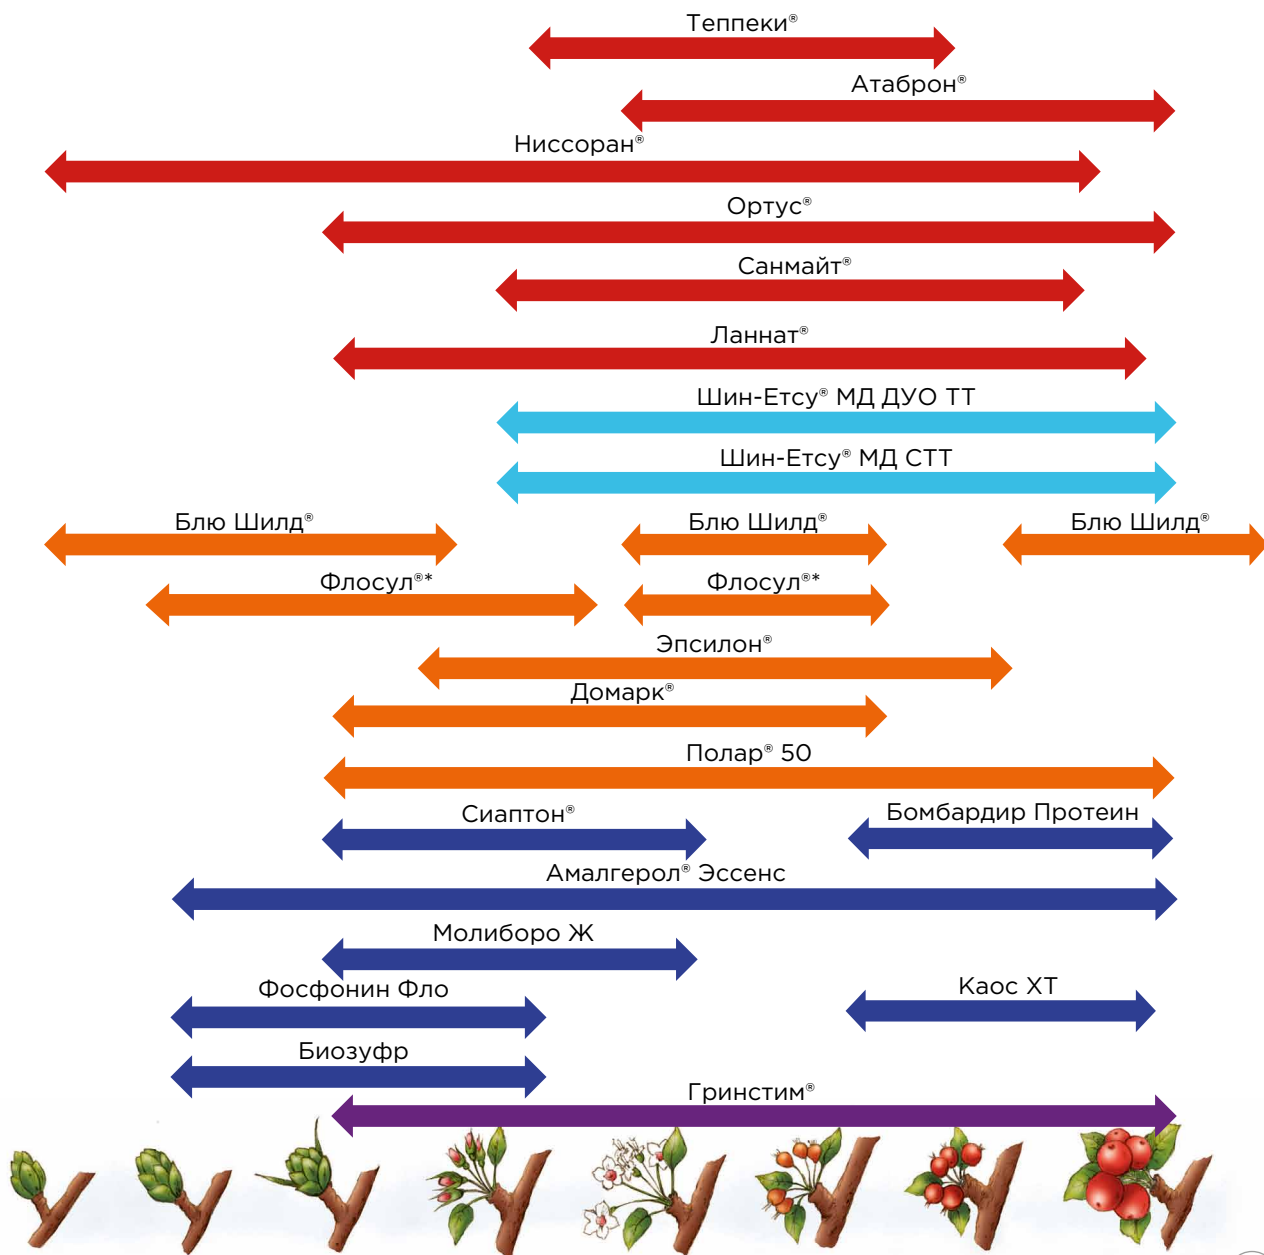 Теппеки®
Атаброн®
Ниссоран®
Ортус®
Санмайт®
Ланнат®
Шин-Етсу® МД ДУО ТТ
Шин-Етсу® МД СТТ
Блю Шилд® Блю Шилд® Блю Шилд®
Флосул®* Флосул®*
Эпсилон®
Домарк®
Полар® 50
Сиаптон® Бомбардир Протеин
Амалгерол® Эссенс
Молиборо Ж
Фосфонин Фло Каос ХТ
Биозуфр
Гринстим®